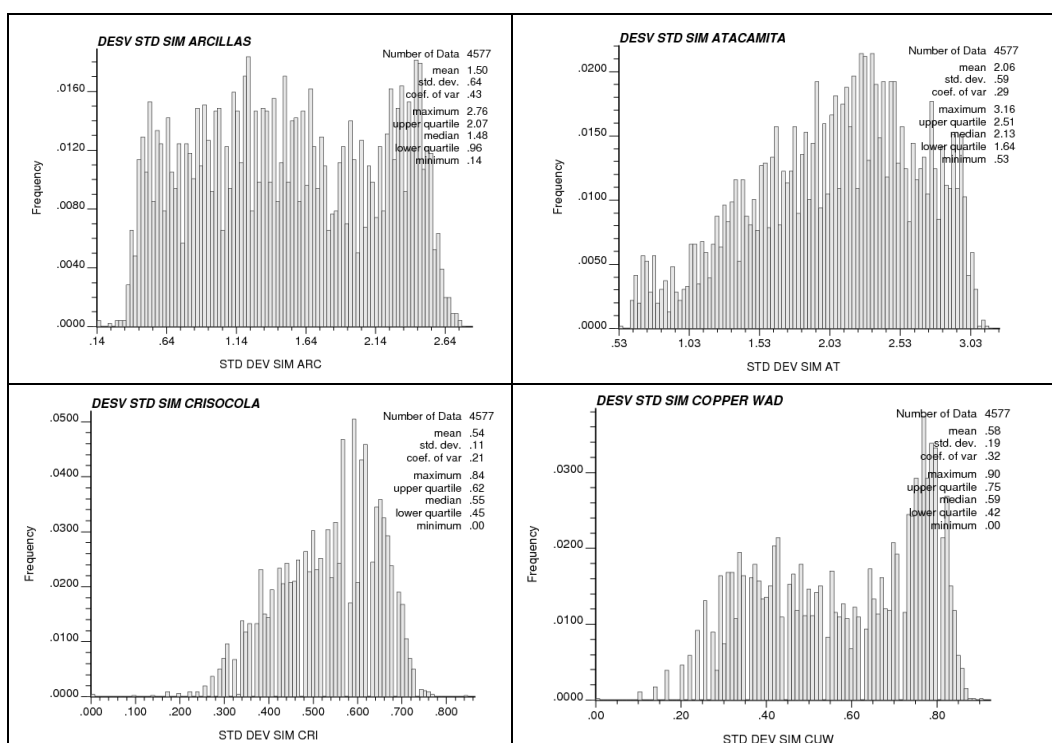 DESV STD SIM ARCILLAS
Number of Data 4577
mean 1.50
std. dev. .64
coef. of var .43
maximum 2.76
upper quartile 2.07
median 1.48
lower quartile .96
minimum .14
Frequency
.0160
.0120
.0080
.0040
.0000
.14 .64 1.14 1.64 2.14 2.64
STD DEV SIM ARC
DESV STD SIM ATACAMITA
Number of Data 4577
mean 2.06
std. dev. .59
coef. of var .29
maximum 3.16
upper quartile 2.51
median 2.13
lower quartile 1.64
minimum .53
Frequency
.0200
.0150
.0100
.0050
.0000
.53 1.03 1.53 2.03 2.53 3.03
STD DEV SIM AT
DESV STD SIM CRISOCOLA
Number of Data 4577
mean .54
std. dev. .11
coef. of var .21
maximum .84
upper quartile .62
median .55
lower quartile .45
minimum .00
Frequency
.0500
.0400
.0300
.0200
.0100
.0000
.000 .100 .200 .300 .400 .500 .600 .700 .800
STD DEV SIM CRI
DESV STD SIM COPPER WAD
Number of Data 4577
mean .58
std. dev. .19
coef. of var .32
maximum .90
upper quartile .75
median .59
lower quartile .42
minimum .00
Frequency
.0300
.0200
.0100
.0000
.00 .20 .40 .60 .80
STD DEV SIM CUW